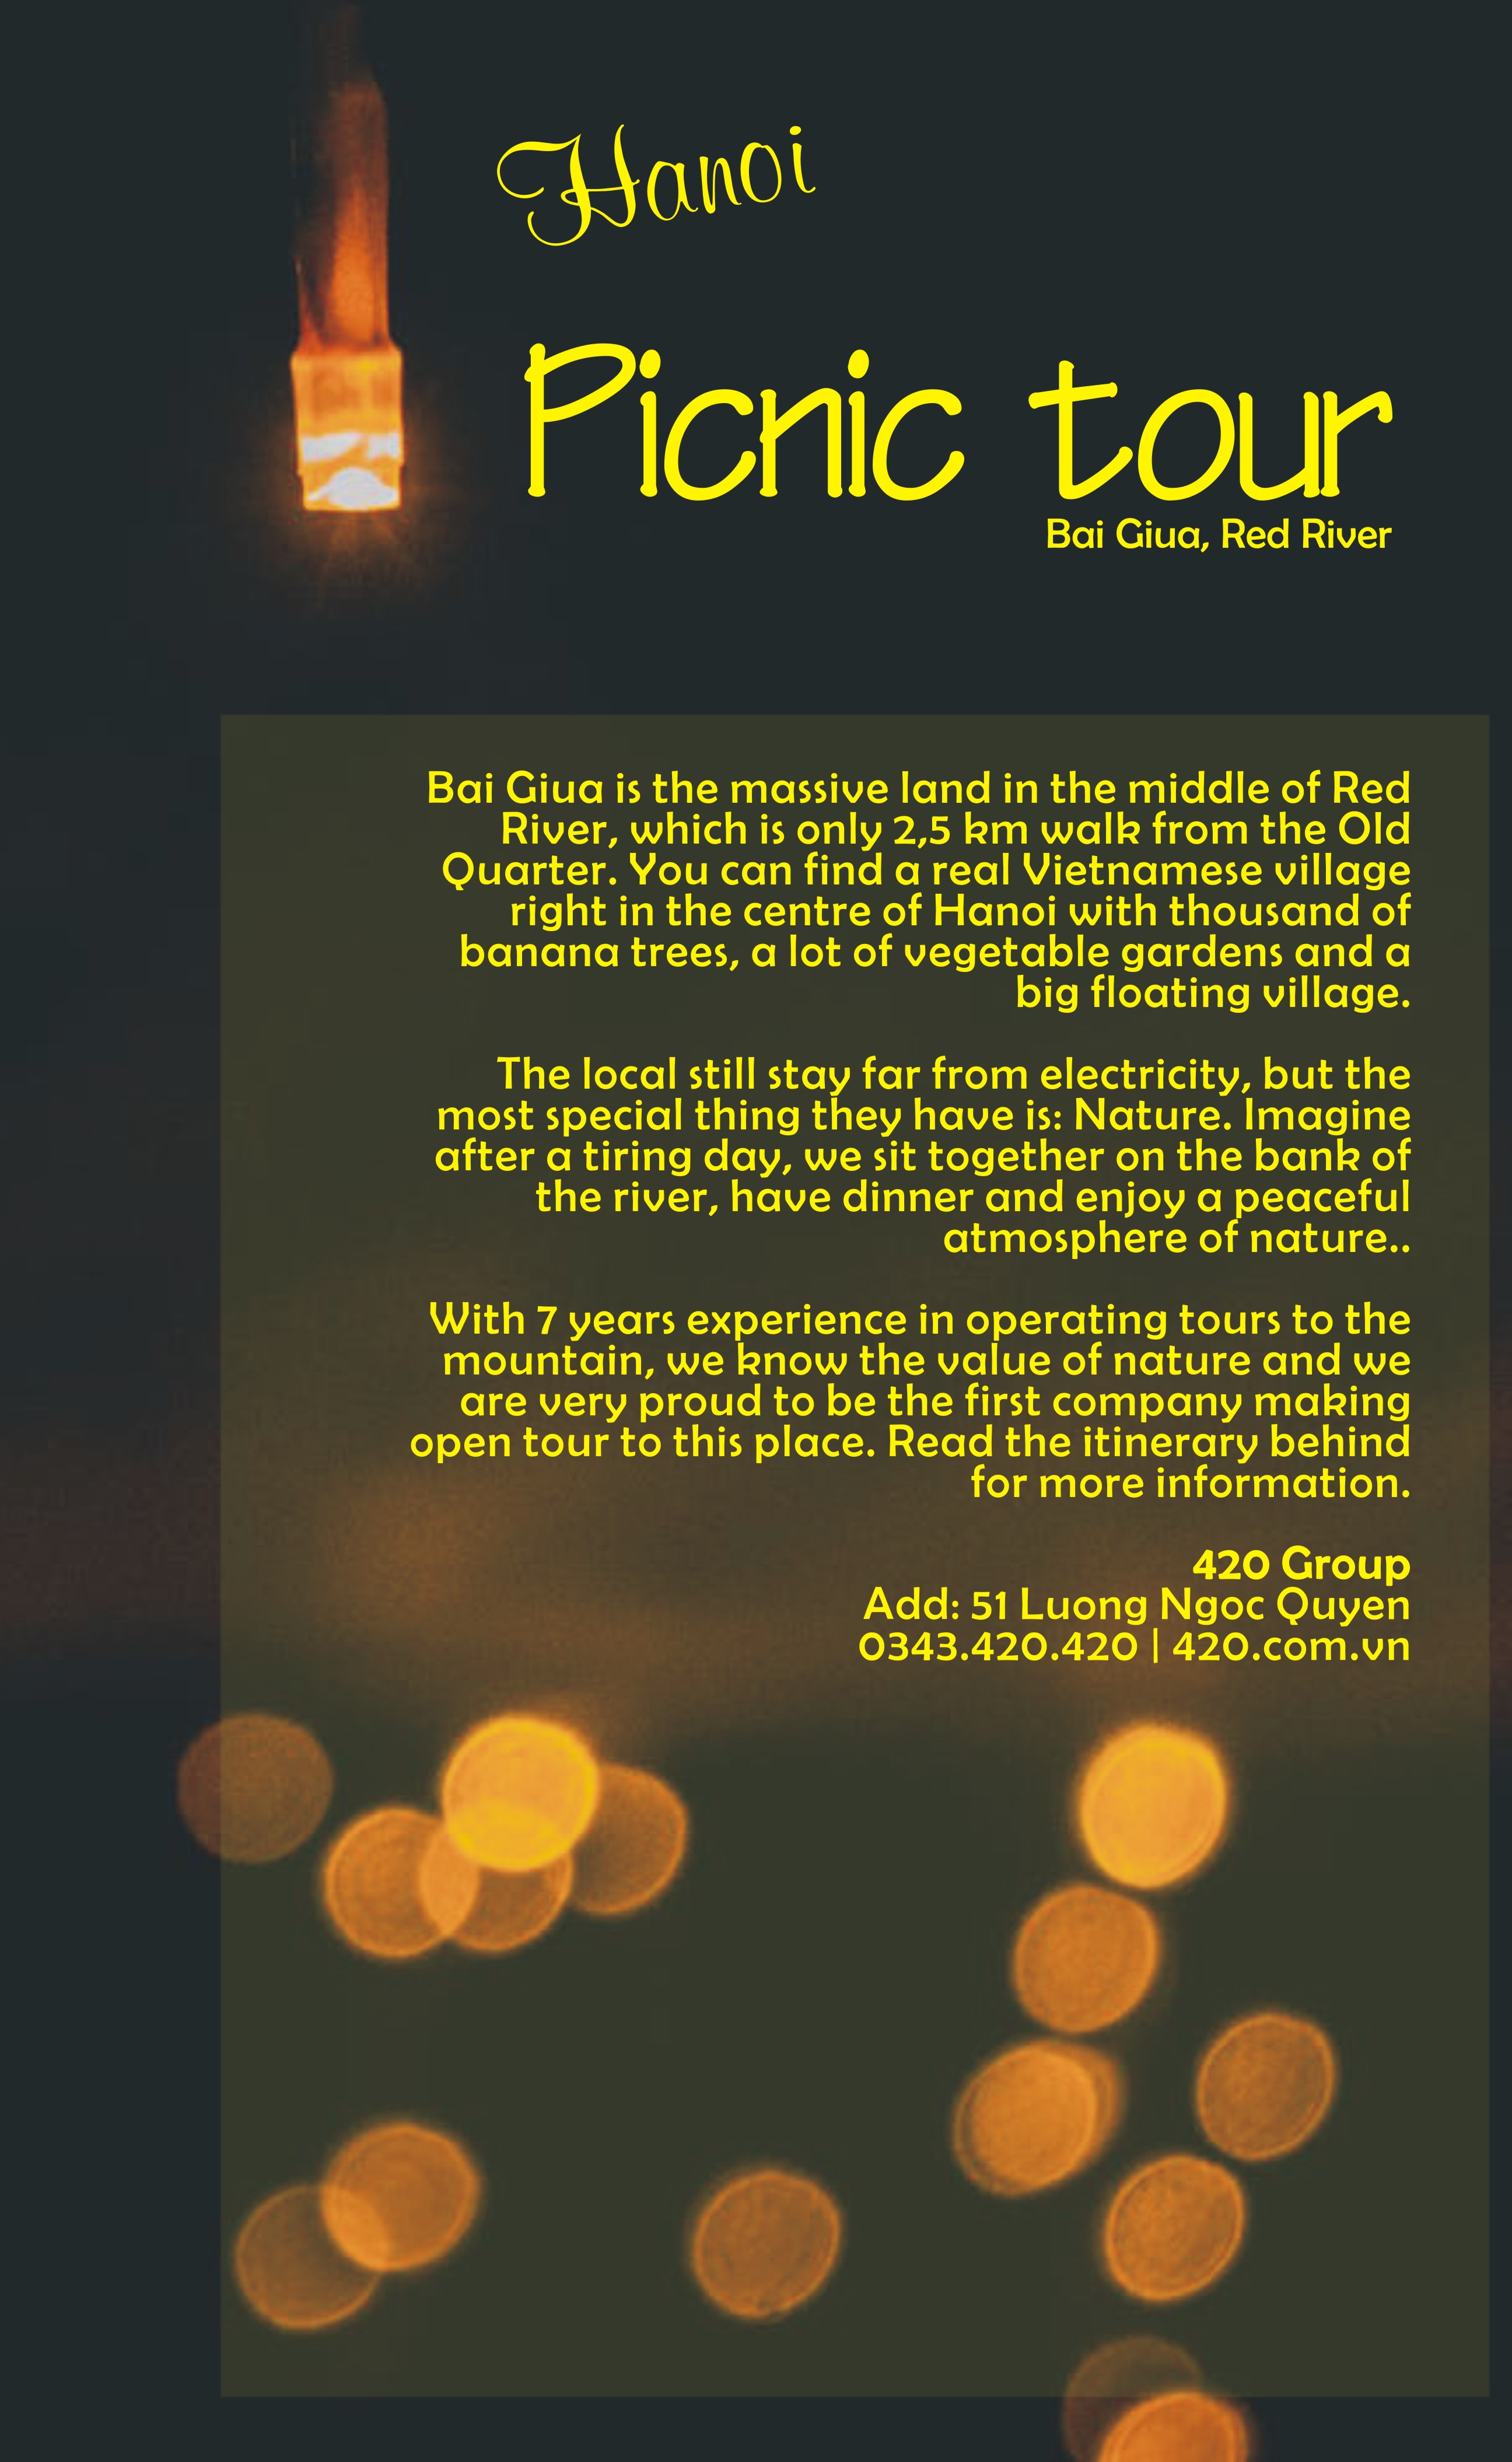 Hanoi
Picnic tour
Bai Giua, Red River
Bai Giua is the massive land in the middle of Red
River, which is only 2,5 km walk from the Old
Quarter. You can find a real Vietnamese village
right in the centre of Hanoi with thousand of
banana trees, a lot of vegetable gardens and a
big floating village.
The local still stay far from electricity, but the
most special thing they have is: Nature. Imagine
after a tiring day, we sit together on the bank of
the river, have dinner and enjoy a peaceful
atmosphere of nature..
With 7 years experience in operating tours to the
mountain, we know the value of nature and we
are very proud to be the first company making
open tour to this place. Read the itinerary behind
for more information.
420 Group
Add: 51 Luong Ngoc Quyen
0343.420.420 | 420.com.vn